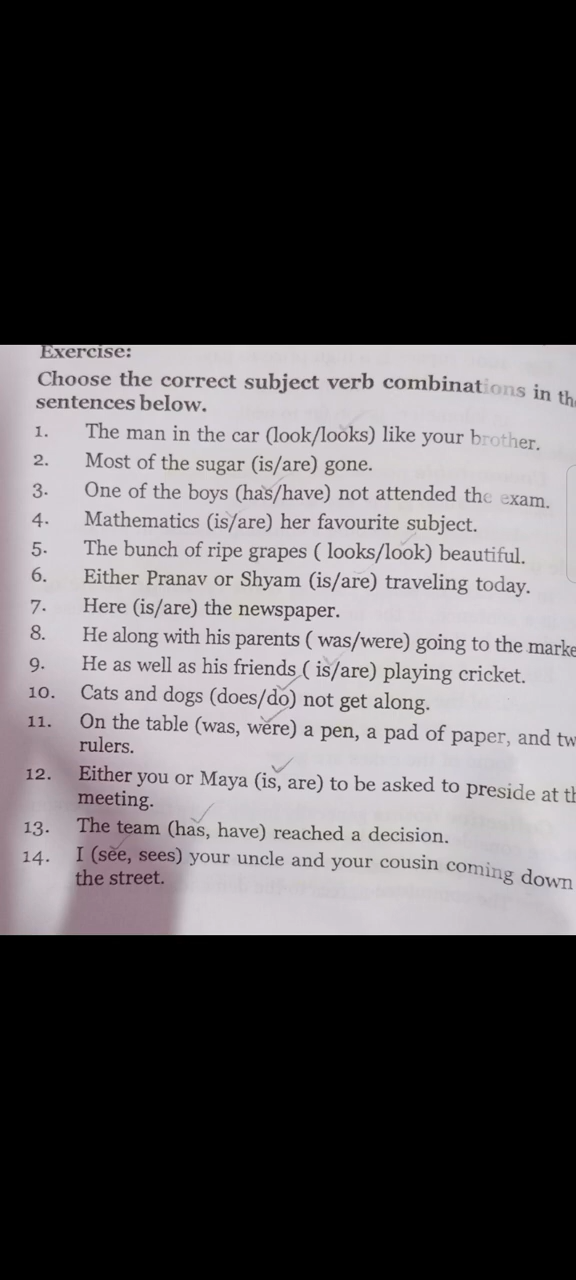 Exercise:
Choose the correct subject verb combinations in the
sentences below.
1. The man in the car (look/looks) like your brother.
2. Most of the sugar (is/are) gone.
3. One of the boys (has/have) not attended the exam.
4. Mathematics (is/are) her favourite subject.
5. The bunch of ripe grapes ( looks/look) beautiful.
6. Either Pranav or Shyam (is/are) traveling today.
7. Here (is/are) the newspaper.
8. He along with his parents ( was/were) going to the marke
9. He as well as his friends ( is/are) playing cricket.
10. Cats and dogs (does/do) not get along.
11. On the table (was, were) a pen, a pad of paper, and tw
rulers.
12. Either you or Maya (is, are) to be asked to preside at th
meeting.
13. The team (has, have) reached a decision.
14. I (see, sees) your uncle and your cousin coming down
the street.